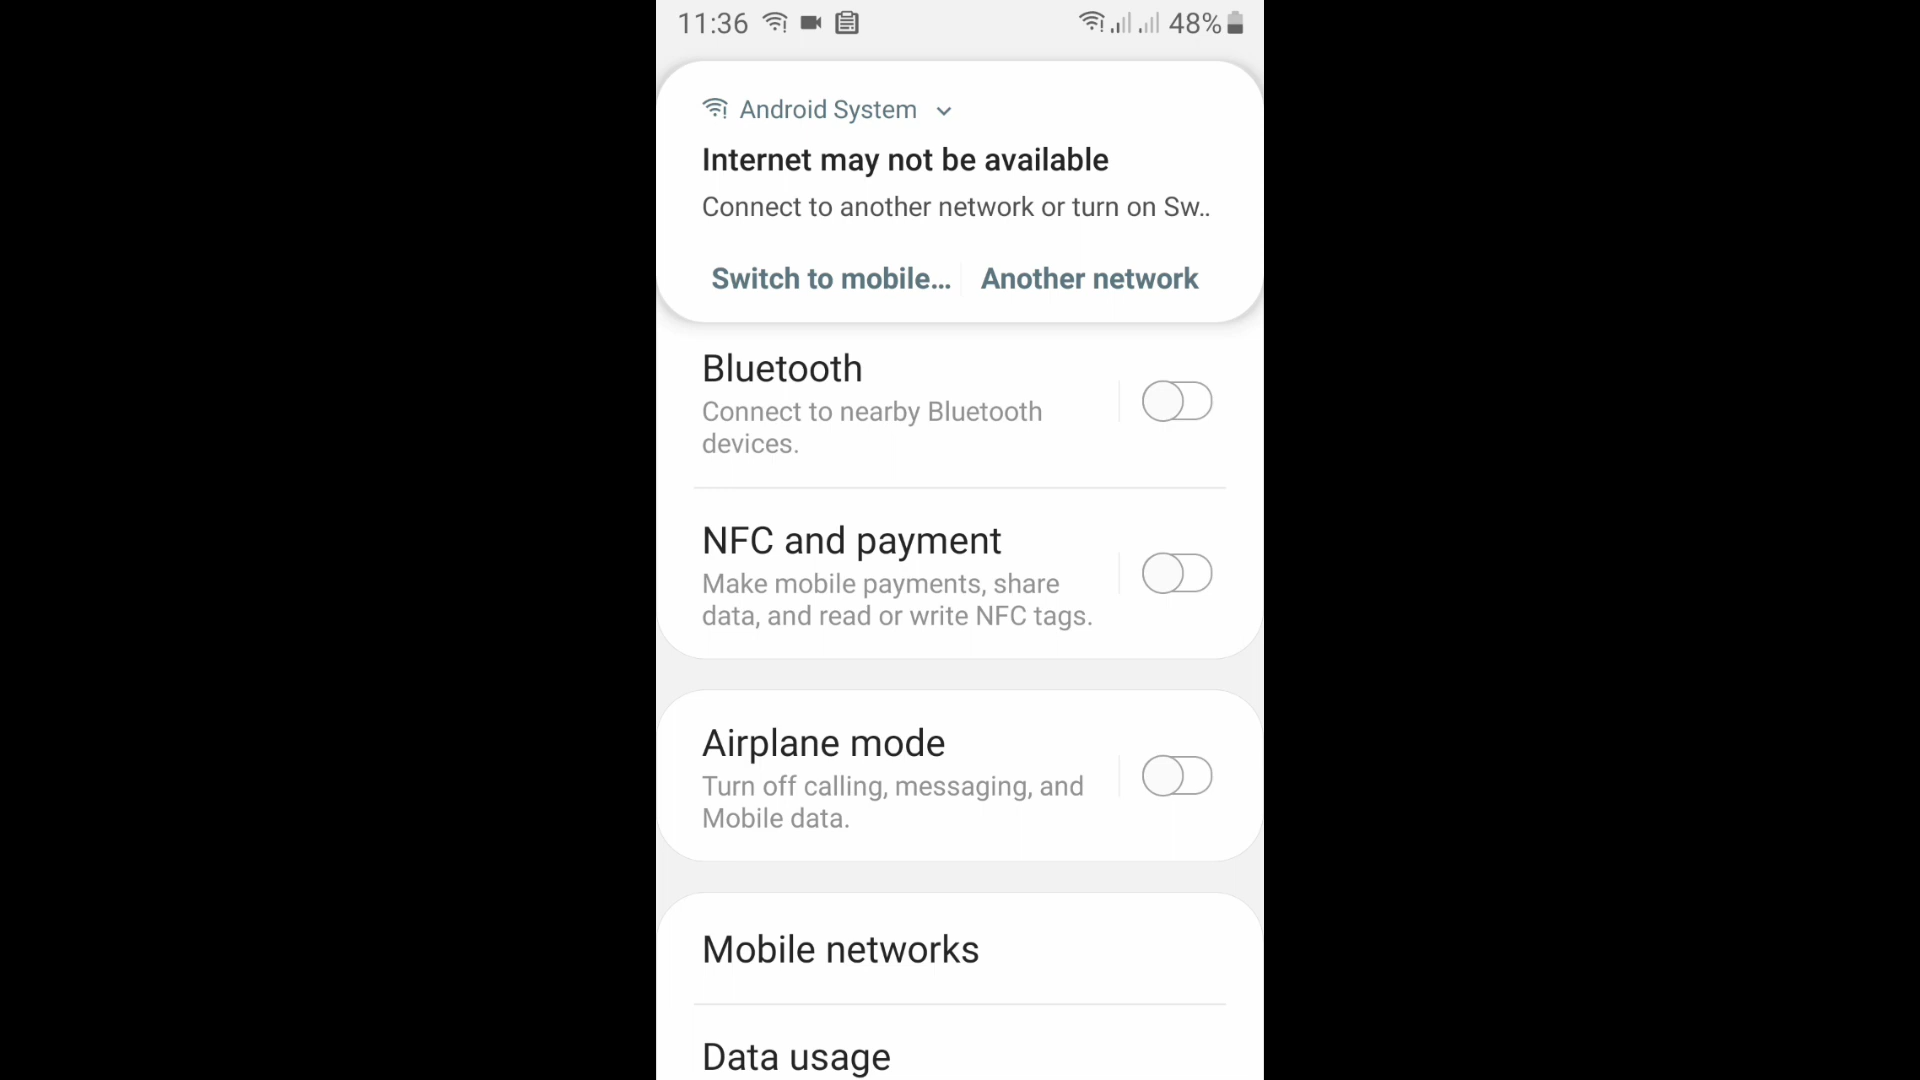 11:36 48%
Android System
Internet may not be available
Connect to another network or turn on Sw..
Switch to mobile... Another network
Bluetooth
Connect to nearby Bluetooth
devices.
NFC and payment
Make mobile payments, share
data, and read or write NFC tags.
Airplane mode
Turn off calling, messaging, and
Mobile data.
Mobile networks
Data usage